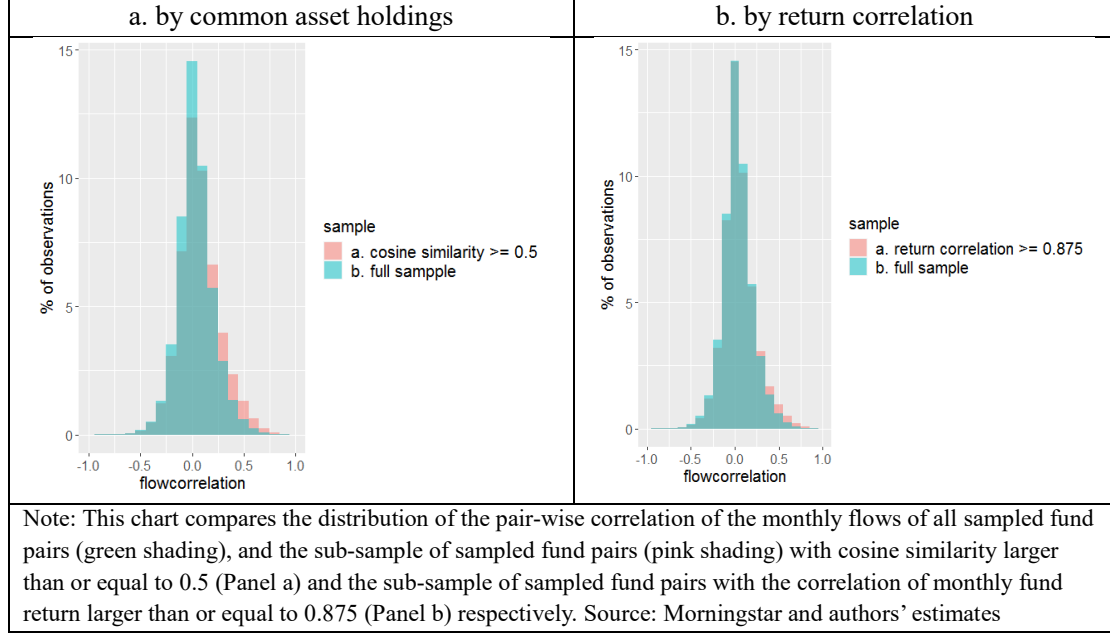 a. by common asset holdings
b. by return correlation
15
10
5
0
% of observations
-1.0 -0.5 0.0 0.5 1.0
flowcorrelation
sample
a. cosine similarity >= 0.5
b. full sampple
15
10
5
0
% of observations
-1.0 -0.5 0.0 0.5 1.0
flowcorrelation
sample
a. return correlation >= 0.875
b. full sample
Note: This chart compares the distribution of the pair-wise correlation of the monthly flows of all sampled fund
pairs (green shading), and the sub-sample of sampled fund pairs (pink shading) with cosine similarity larger
than or equal to 0.5 (Panel a) and the sub-sample of sampled fund pairs with the correlation of monthly fund
return larger than or equal to 0.875 (Panel b) respectively. Source: Morningstar and authors’ estimates